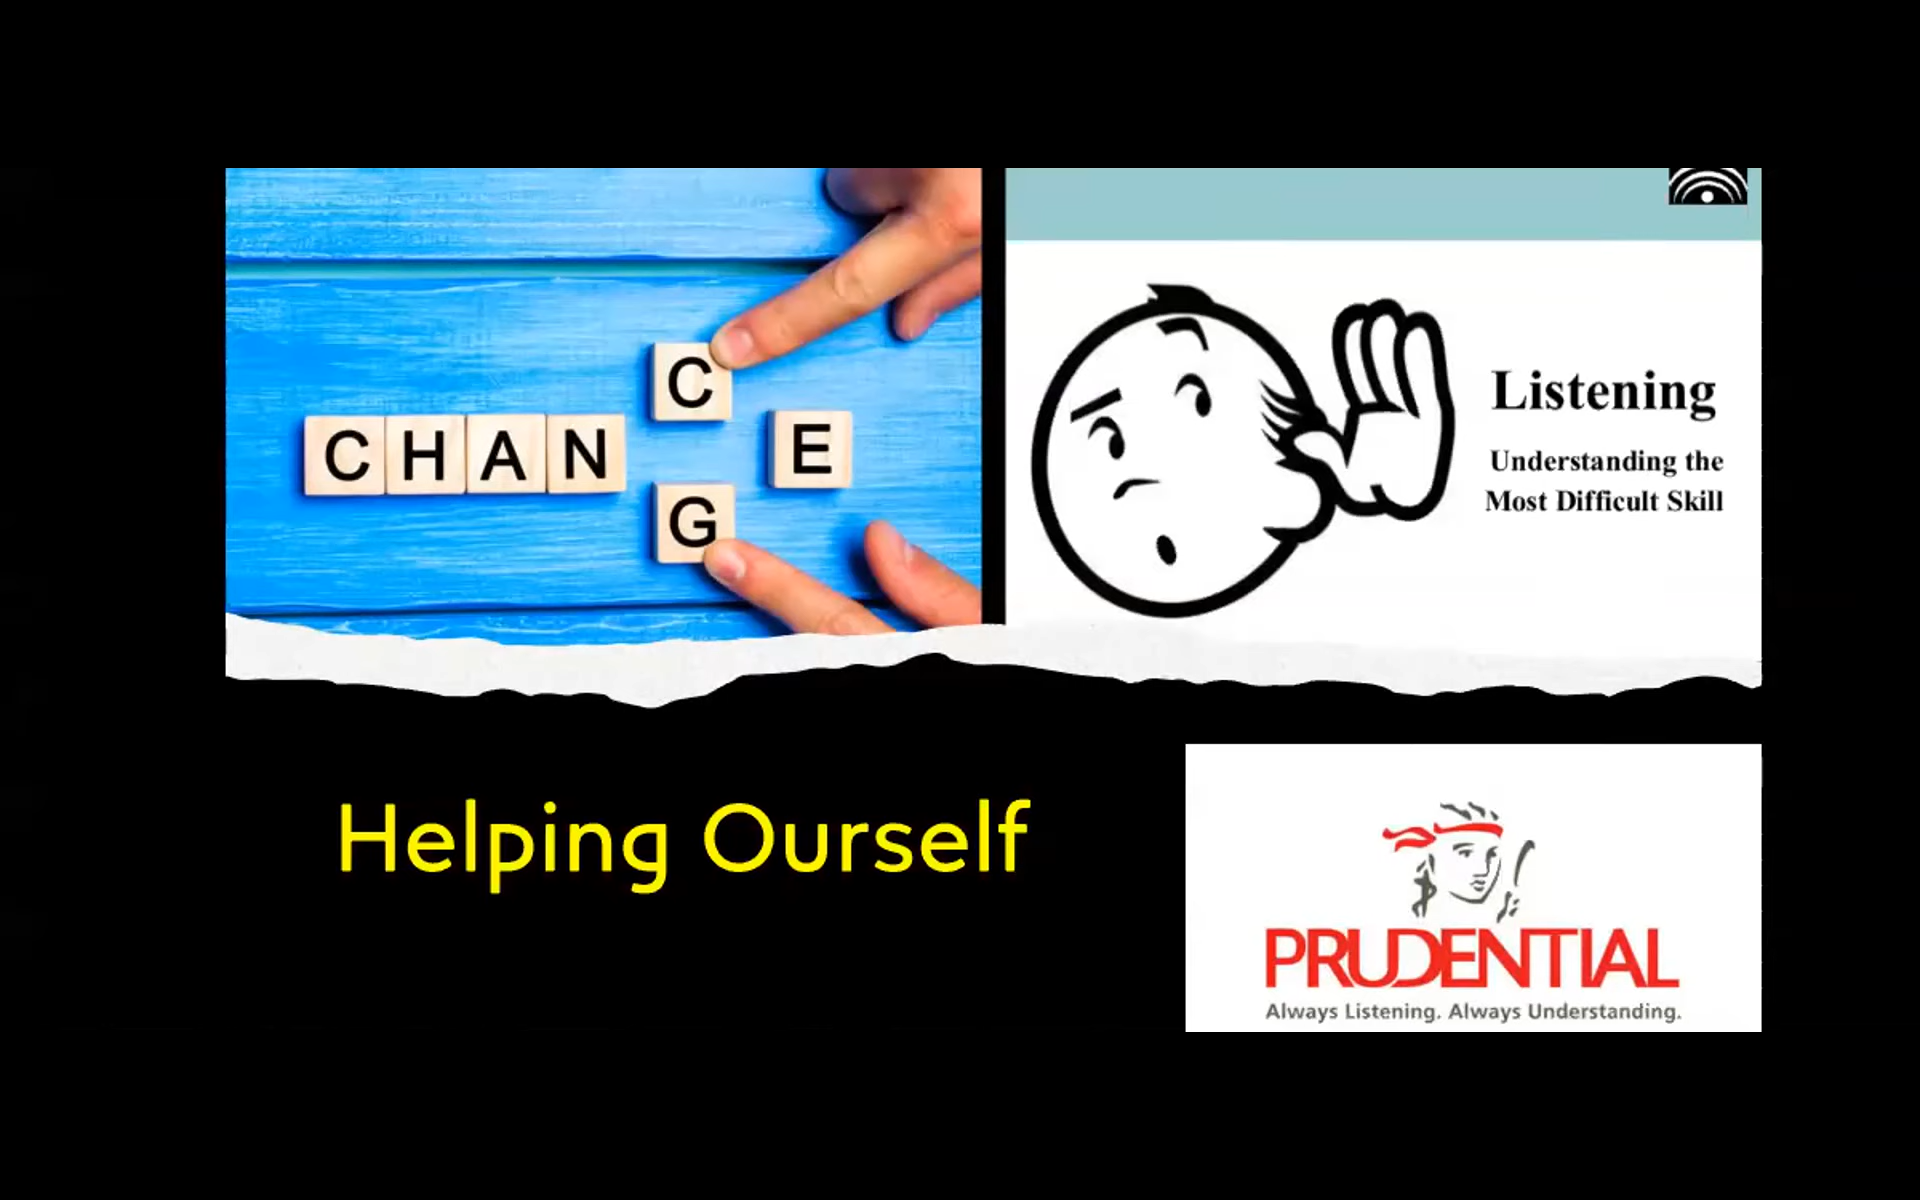 C
CHAN E
G
Listening
Understanding the
Most Difficult Skill
Helping Ourself
PRUDENTIAL
Always Listening. Always Understanding.